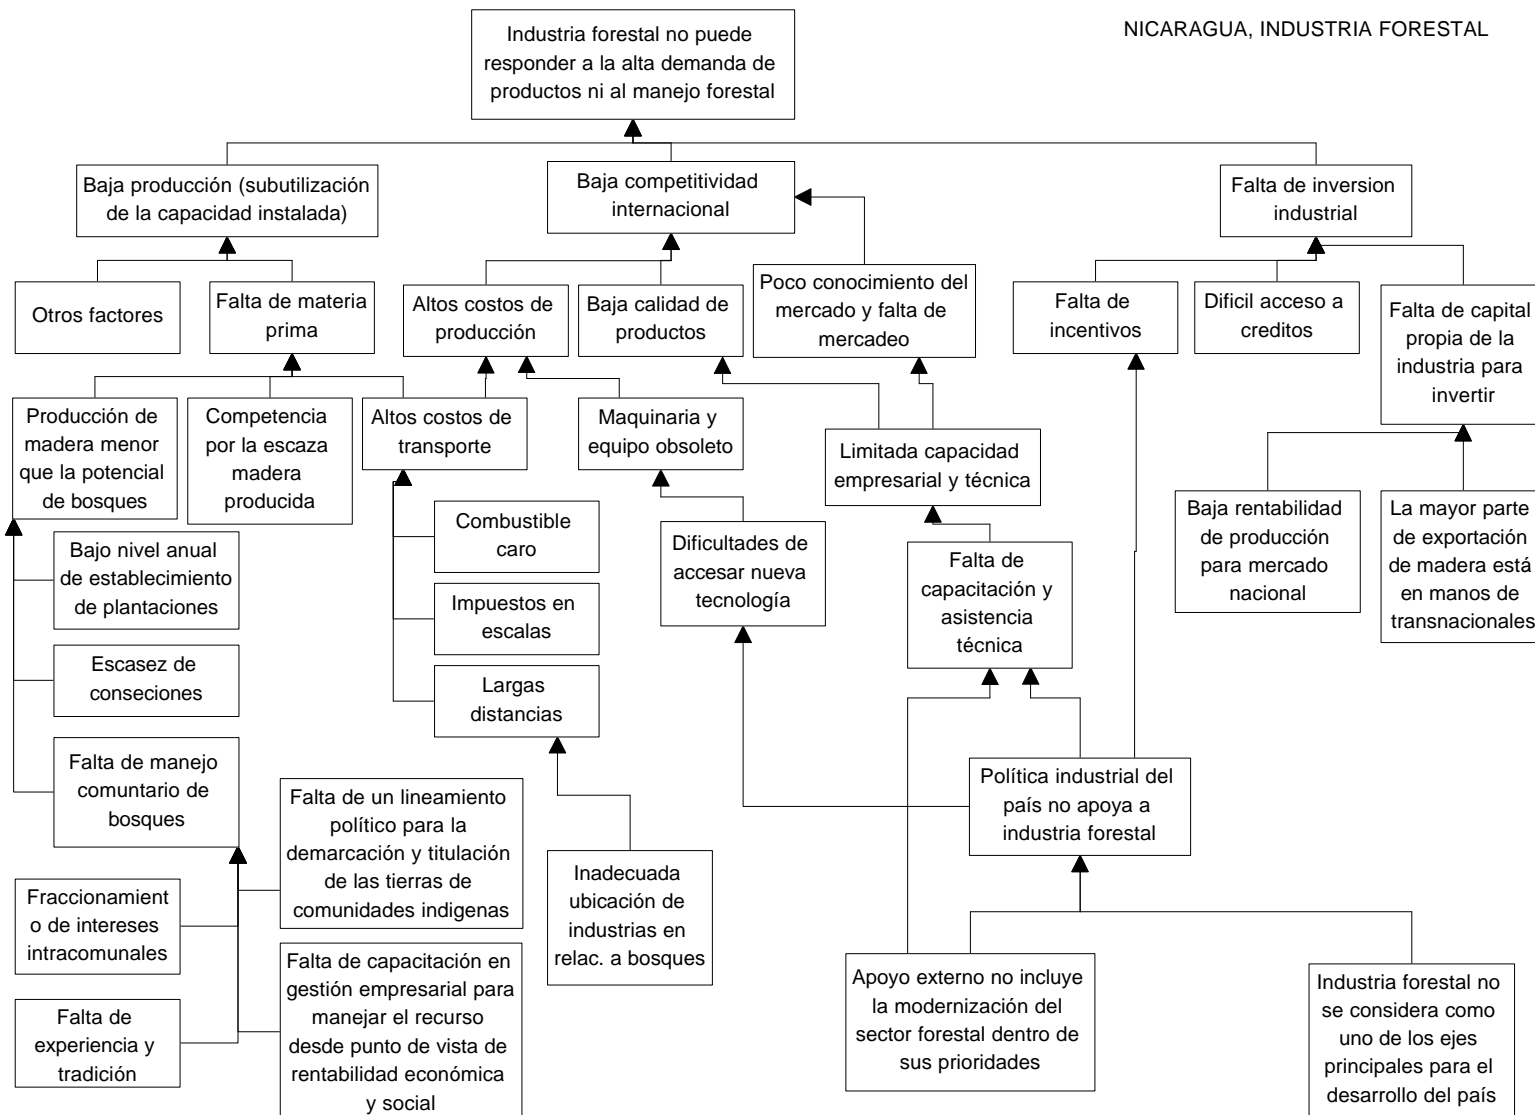 NICARAGUA, INDUSTRIA FORESTAL
Industria forestal no puede
responder a la alta demanda de
productos ni al manejo forestal
Baja producción (subutilización
de la capacidad instalada)
Baja competitividad
internacional
Falta de inversion
industrial
Otros factores
Falta de materia
prima
Altos costos de
producción
Baja calidad de
productos
Poco conocimiento del
mercado y falta de
mercadeo
Falta de
incentivos
Dificil acceso a
creditos
Falta de capital
propia de la
industria para
invertir
Producción de
madera menor
que la potencial
de bosques
Competencia
por la escaza
madera
producida
Altos costos de
transporte
Maquinaria y
equipo obsoleto
Limitada capacidad
empresarial y técnica
Baja rentabilidad
de producción
para mercado
nacional
La mayor parte
de exportación
de madera está
en manos de
transnacionales
Bajo nivel anual
de establecimiento
de plantaciones
Combustible
caro
Dificultades de
accesar nueva
tecnología
Falta de
capacitación y
asistencia
técnica
Impuestos en
escalas
Escasez de
conseciones
Largas
distancias
Falta de manejo
comuntario de
bosques
Falta de un lineamiento
político para la
demarcación y titulación
de las tierras de
comunidades indigenas
Política industrial del
país no apoya a
industria forestal
Inadecuada
ubicación de
industrias en
relac. a bosques
Fraccionamient
o de intereses
intracomunales
Falta de capacitación en
gestión empresarial para
manejar el recurso
desde punto de vista de
rentabilidad económica
y social
Apoyo externo no incluye
la modernización del
sector forestal dentro de
sus prioridades
Industria forestal no
se considera como
uno de los ejes
principales para el
desarrollo del país
Falta de
experiencia y
tradición